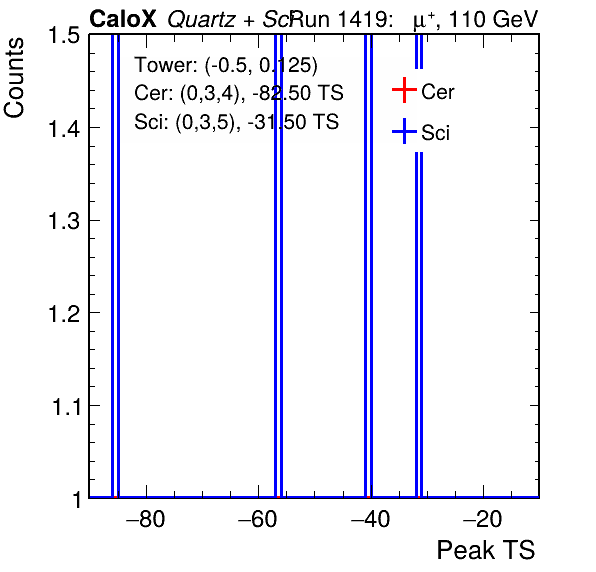 CaloX Quartz + Sci Run 1419: μ⁺, 110 GeV
Counts
1.5
1.4
1.3
1.2
1.1
1
Tower: (-0.5, 0.125)
Cer: (0,3,4), -82.50 TS
Sci: (0,3,5), -31.50 TS
Cer
Sci
−80 −60 −40 −20
Peak TS